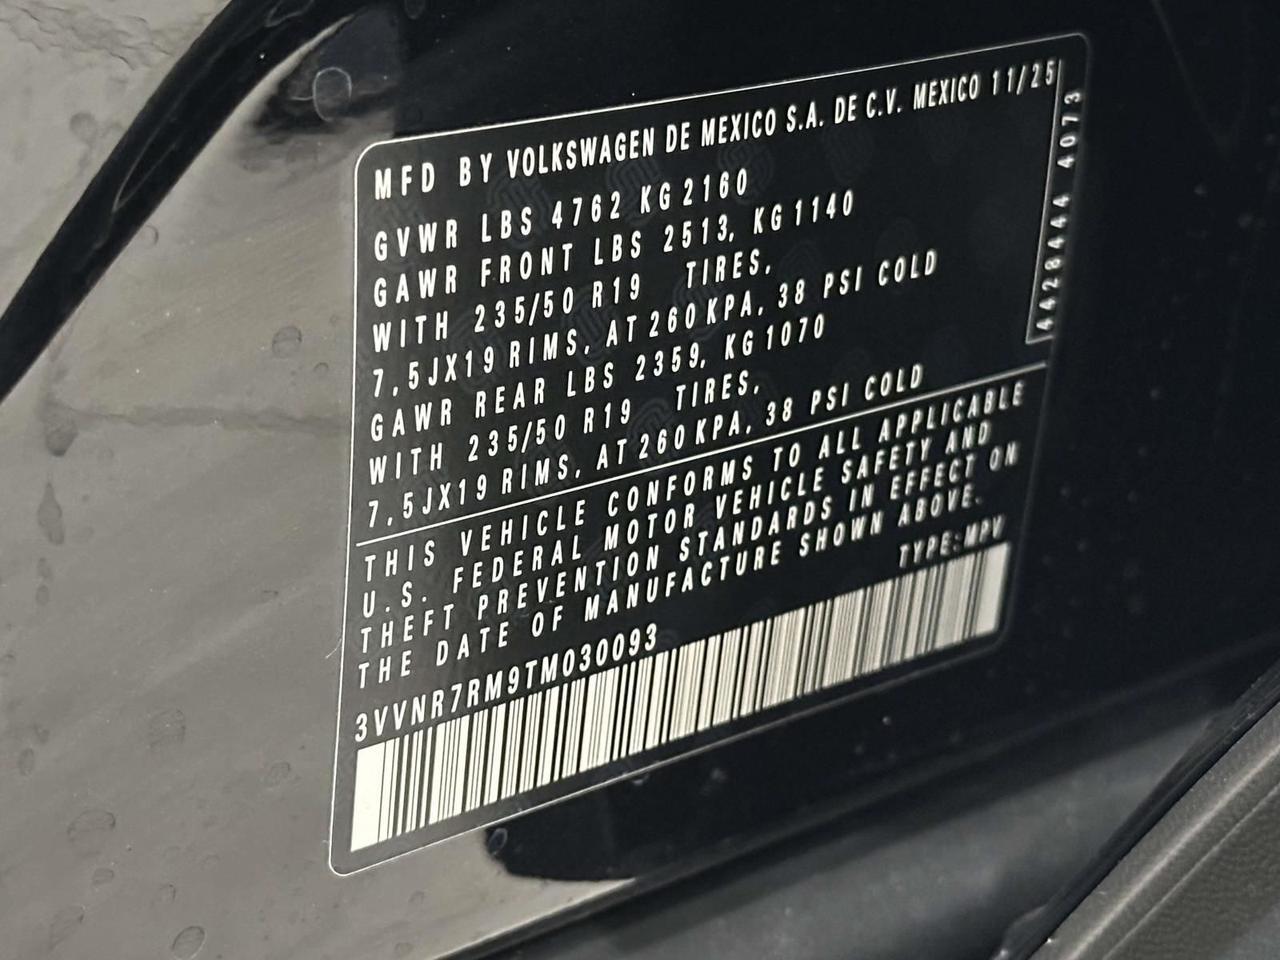 MFD BY VOLKSWAGEN DE MEXICO S.A. DE C.V. MEXICO 11/25
GVWR LBS 4762 KG 2160
GAWR FRONT LBS 2513, KG 1140
WITH 235/50 R19 TIRES,
7,5JX19 RIMS, AT 260 KPA, 38 PSI COLD
GAWR REAR LBS 2359, KG 1070
WITH 235/50 R19 TIRES,
7,5JX19 RIMS, AT 260 KPA, 38 PSI COLD
4428444 4073
THIS VEHICLE CONFORMS TO ALL APPLICABLE
U.S. FEDERAL MOTOR VEHICLE SAFETY AND
THEFT PREVENTION STANDARDS IN EFFECT ON
THE DATE OF MANUFACTURE SHOWN ABOVE.
TYPE:MPV
3VVNR7RM9TM030093